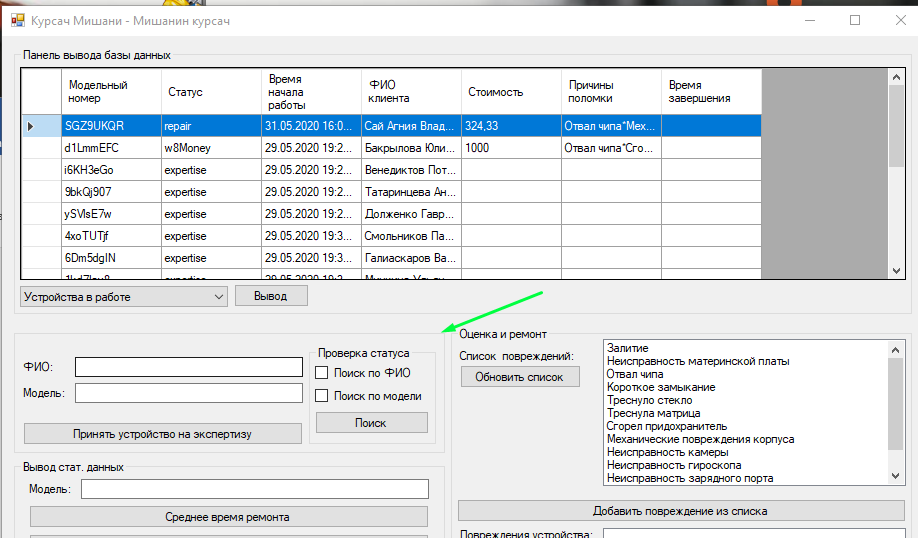 Курсач Мишани - Мишанин курсач
Панель вывода базы данных
Модельный номер Статус Время начала работы ФИО клиента Стоимость Причины поломки Время завершения
SGZ9UKQR repair 31.05.2020 16:0... Сай Агния Влад... 324,33 Отвал чипа*Мех...
d1LmmEFC w8Money 29.05.2020 19:2... Бакрылова Юли... 1000 Отвал чипа*Сго...
i6KH3eGo expertise 29.05.2020 19:2... Венедиктов Пот...
9bkQj907 expertise 29.05.2020 19:2... Татаринцева Ан...
ySVlsE7w expertise 29.05.2020 19:2... Долженко Гавр...
4xoTUTjf expertise 29.05.2020 19:3... Смольников Па...
6Dm5dgIN expertise 29.05.2020 19:3... Галиаскаров Ва...
Устройства в работе Вывод
ФИО:
Модель:
Принять устройство на экспертизу
Проверка статуса
Поиск по ФИО
Поиск по модели
Поиск
Оценка и ремонт
Список повреждений:
Обновить список
Залитие
Неисправность материнской платы
Отвал чипа
Короткое замыкание
Треснуло стекло
Треснула матрица
Сгорел придохранитель
Механические повреждения корпуса
Неисправность камеры
Неисправность гироскопа
Неисправность зарядного порта
Добавить повреждение из списка
Повреждения устройства:
Вывод стат. данных
Модель:
Среднее время ремонта